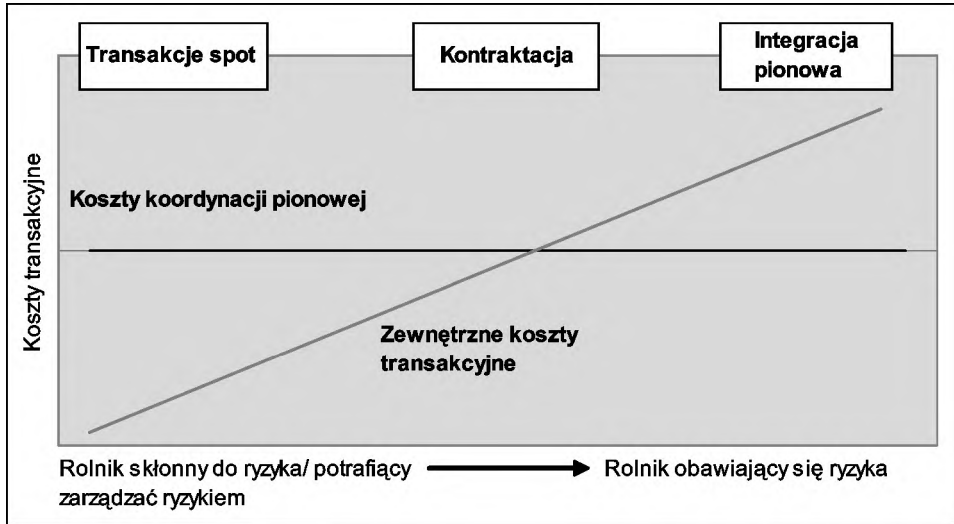 Transakcje spot
Kontraktacja
Integracja
pionowa
Koszty transakcyjne
Koszty koordynacji pionowej
Zewnętrzne koszty
transakcyjne
Rolnik skłonny do ryzyka/ potrafiący
zarządzać ryzykiem
Rolnik obawiający się ryzyka